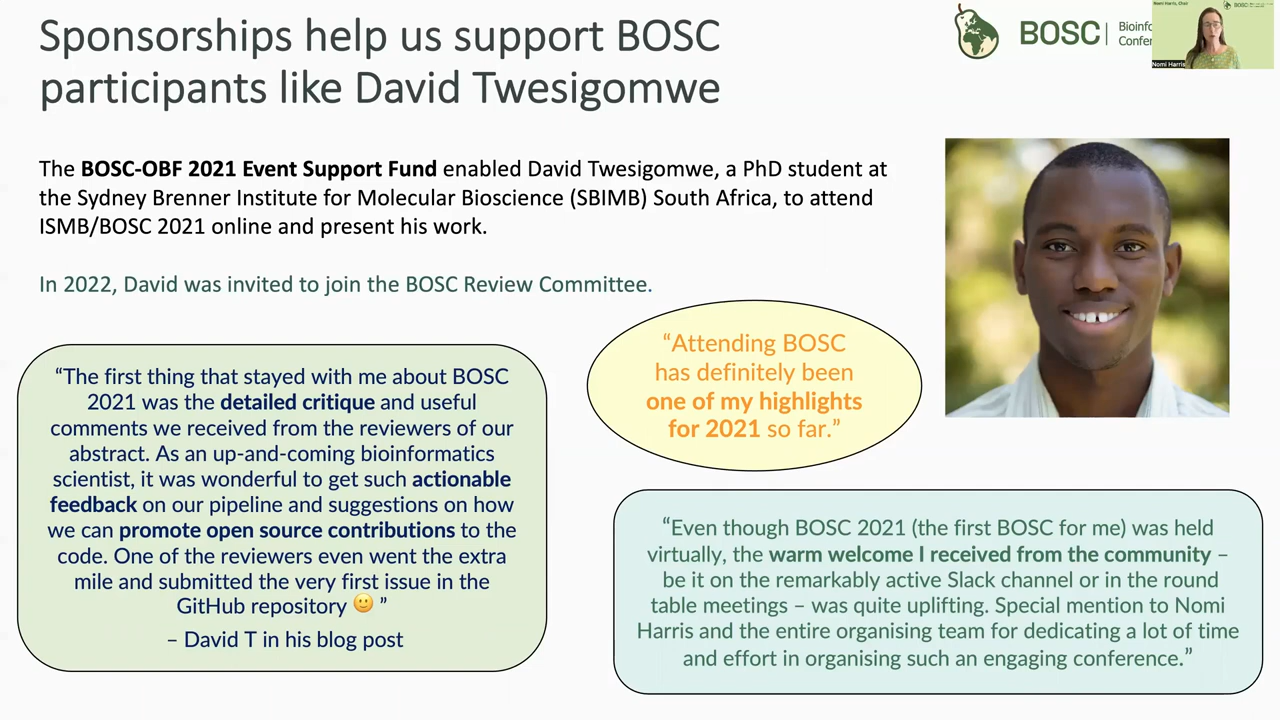 Sponsorships help us support BOSC
participants like David Twesigomwe
BOSC
Nomi Harris, Chair
BOSC
Nomi Harris
The BOSC-OBF 2021 Event Support Fund enabled David Twesigomwe, a PhD student at
the Sydney Brenner Institute for Molecular Bioscience (SBIMB) South Africa, to attend
ISMB/BOSC 2021 online and present his work.
In 2022, David was invited to join the BOSC Review Committee.
“The first thing that stayed with me about BOSC
2021 was the detailed critique and useful
comments we received from the reviewers of our
abstract. As an up-and-coming bioinformatics
scientist, it was wonderful to get such actionable
feedback on our pipeline and suggestions on how
we can promote open source contributions to the
code. One of the reviewers even went the extra
mile and submitted the very first issue in the
GitHub repository 🙂 ”
– David T in his blog post
“Attending BOSC
has definitely been
one of my highlights
for 2021 so far.”
“Even though BOSC 2021 (the first BOSC for me) was held
virtually, the warm welcome I received from the community –
be it on the remarkably active Slack channel or in the round
table meetings – was quite uplifting. Special mention to Nomi
Harris and the entire organising team for dedicating a lot of time
and effort in organising such an engaging conference.”